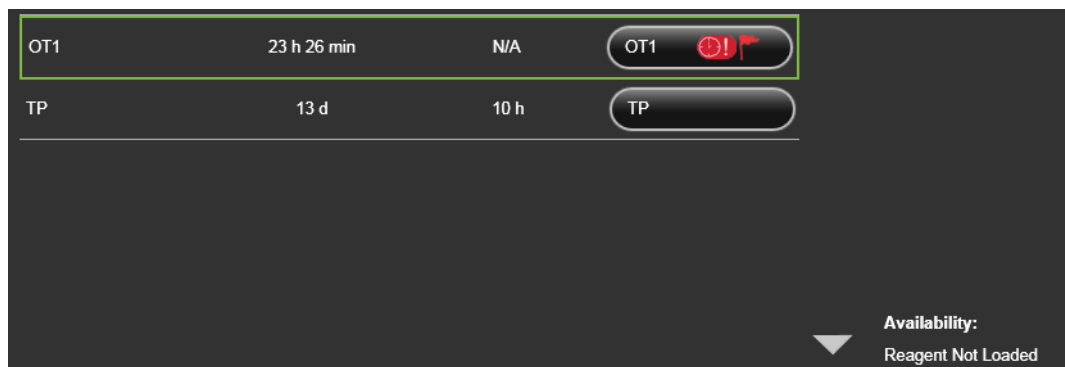 OT1 23 h 26 min N/A OT1
TP 13 d 10 h TP
Availability:
Reagent Not Loaded